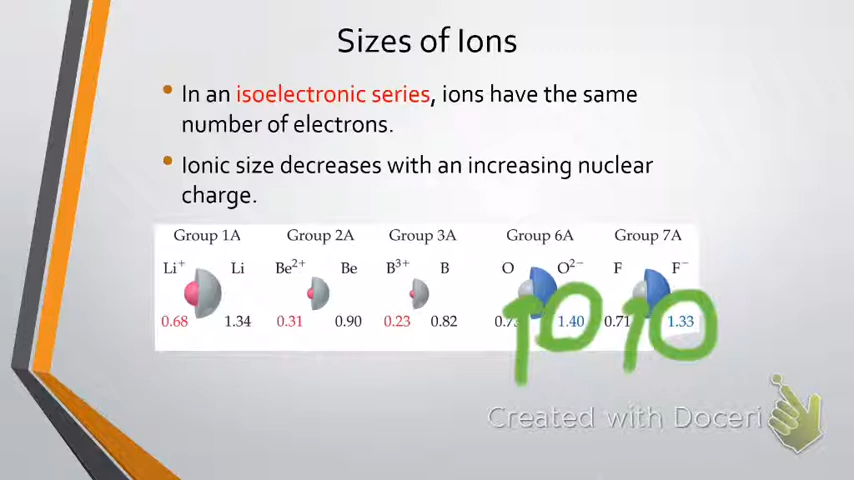 Sizes of Ions
• In an isoelectronic series, ions have the same
number of electrons.
• Ionic size decreases with an increasing nuclear
charge.
Group 1A Group 2A Group 3A Group 6A Group 7A
Li⁺ Li Be²⁺ Be B³⁺ B O O²⁻ F F⁻
0.68 1.34 0.31 0.90 0.23 0.82 1.40 0.71 1.33
10 10
Created with Doceri